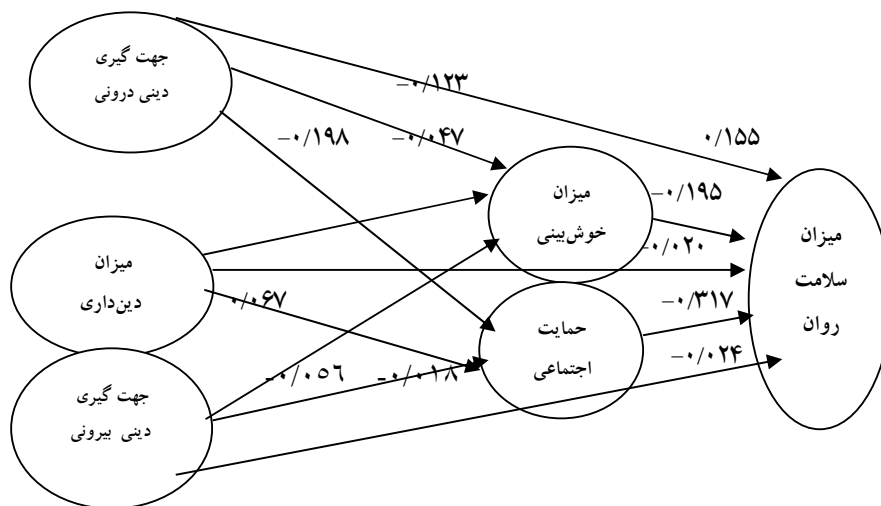 جهت گیری
دینی درونی
–۰/۱۲۳
–۰/۱۹۸
–۰/۰۴۷
۰/۱۵۵
میزان
خوش‌بینی
–۰/۱۹۵
–۰/۰۲۰
میزان
سلامت
روان
میزان
دین‌داری
۰/۰۶۷
حمایت
اجتماعی
–۰/۳۱۷
–۰/۰۲۴
جهت گیری
دینی بیرونی
-۰/۰۵۶
-۰/۰۱۸